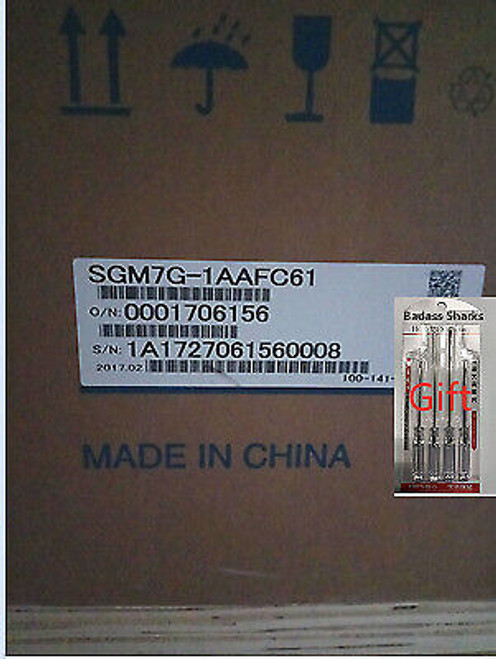 SGM7G-1AAFC61
O/N: 0001706156
S/N: 1A1727061560008
2017.02
100-141-
Badass Sharks
Gift
MADE IN CHINA